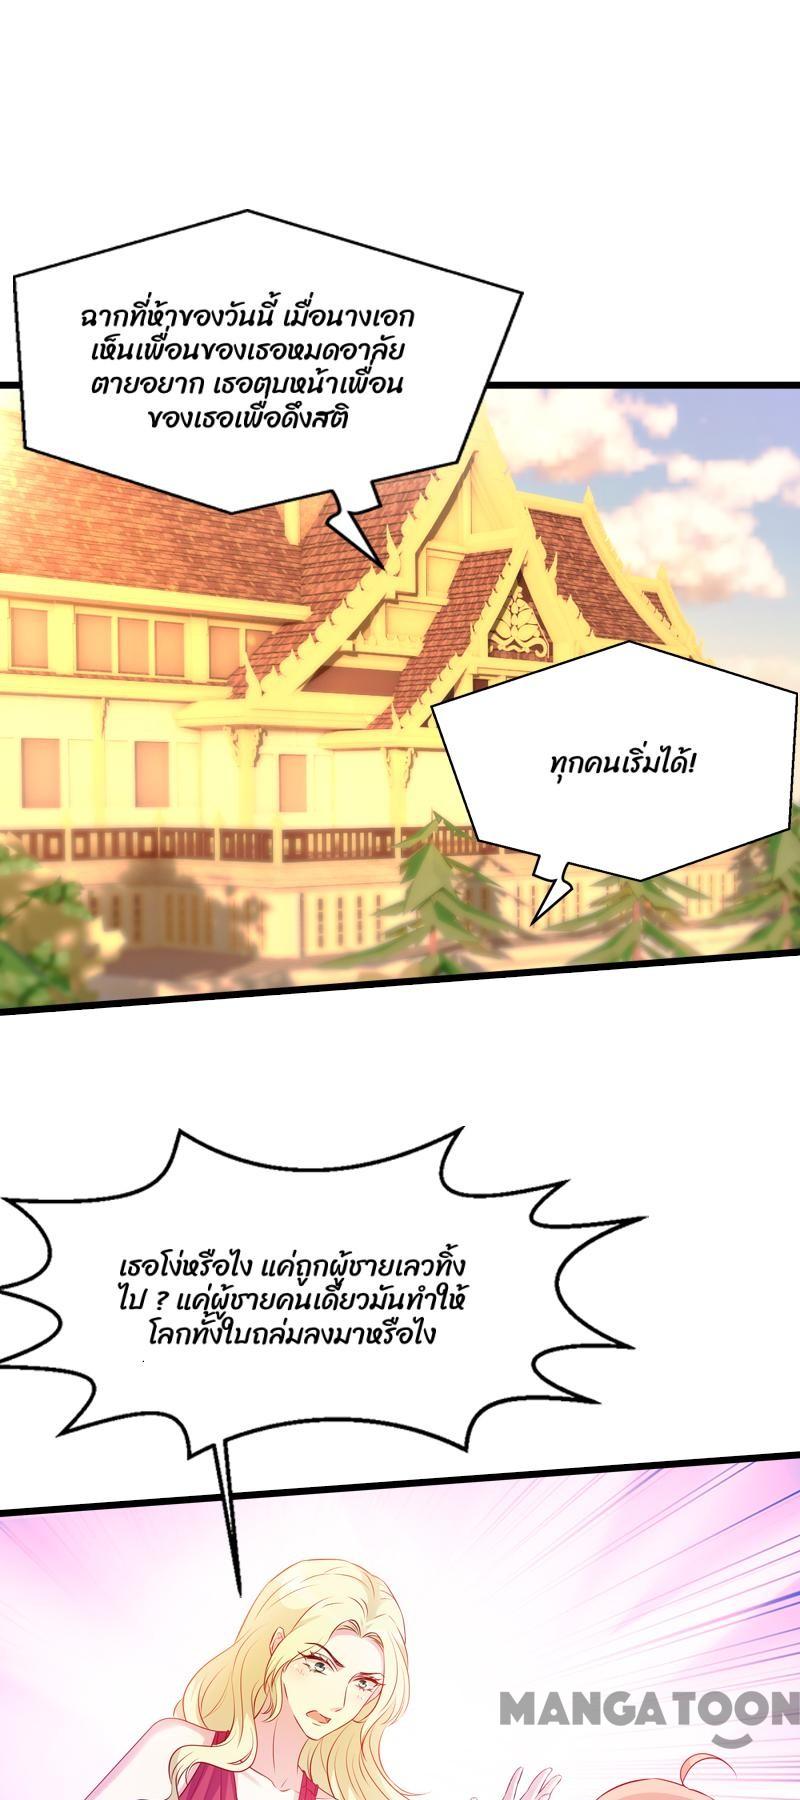 ฉากที่ห้าของวันนี้ เมื่อนางเอก
เห็นเพื่อนของเธอหมดอาลัย
ตายอยาก เธอตบหน้าเพื่อน
ของเธอเพื่อดึงสติ
ทุกคนเริ่มได้!
เธอโง่หรือไง แค่ถูกผู้ชายเลวทิ้ง
ไป ? แค่ผู้ชายคนเดียวมันทำให้
โลกทั้งใบถล่มลงมาหรือไง
MANGATOON